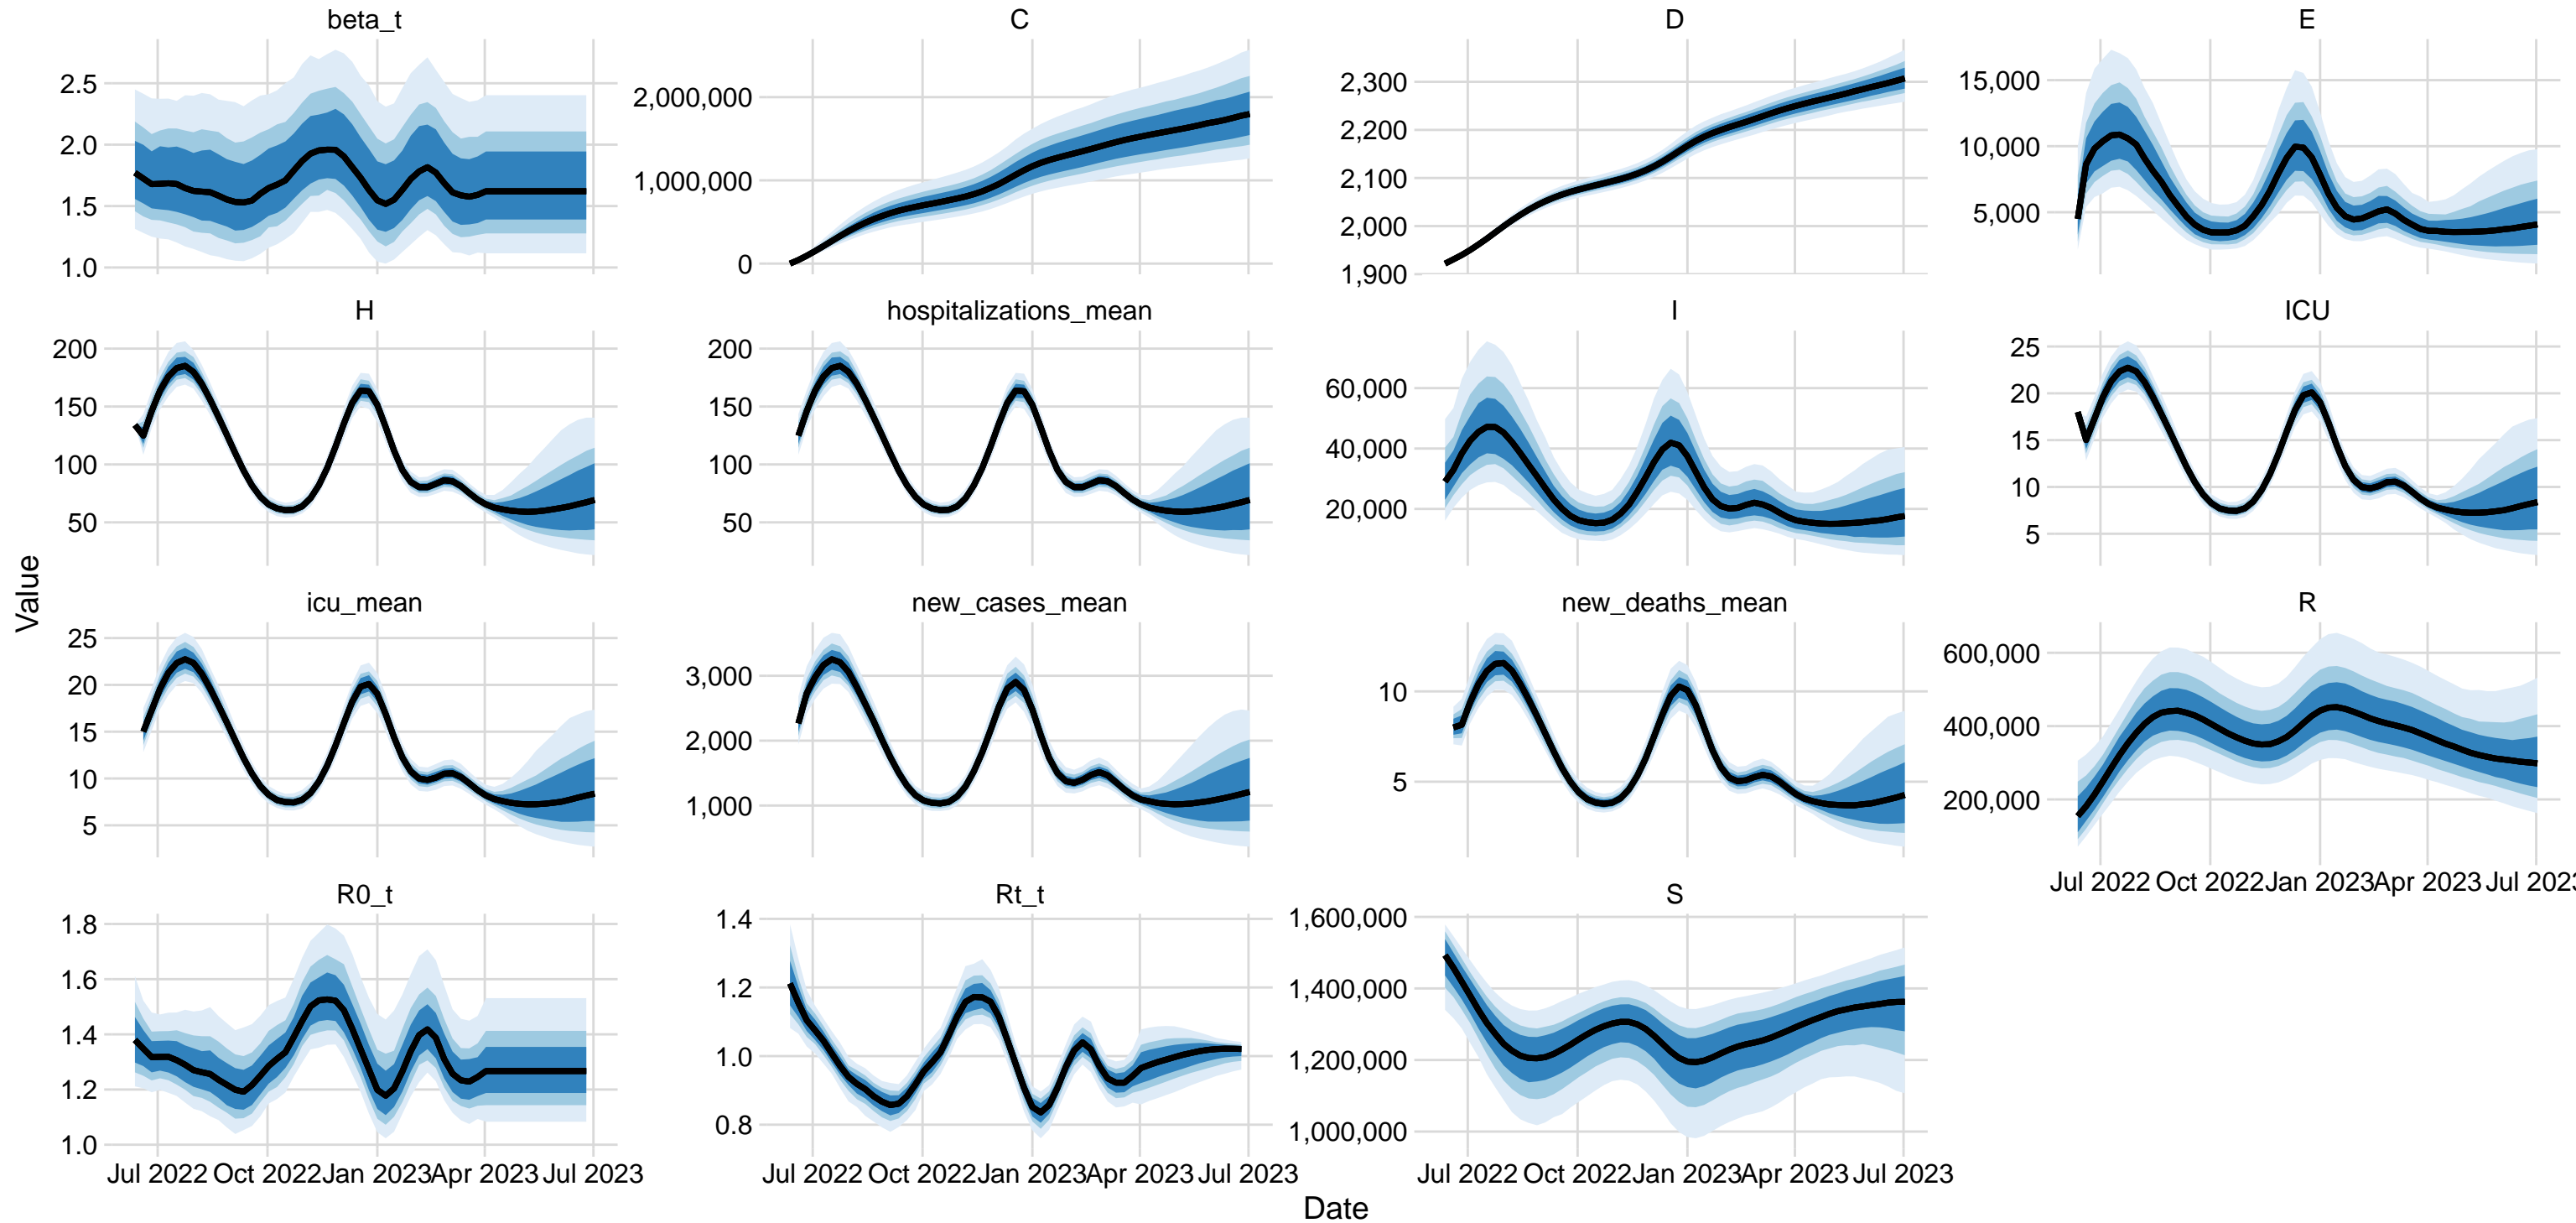 beta_t
C
D
E
2.5
2.0
1.5
1.0
2,000,000
1,000,000
0
2,300
2,200
2,100
2,000
1,900
15,000
10,000
5,000
H
hospitalizations_mean
I
ICU
200
150
100
50
200
150
100
50
60,000
40,000
20,000
25
20
15
10
5
Value
icu_mean
new_cases_mean
new_deaths_mean
R
25
20
15
10
5
3,000
2,000
1,000
10
5
600,000
400,000
200,000
Jul 2022 Oct 2022 Jan 2023 Apr 2023 Jul 202
R0_t
Rt_t
S
1.8
1.6
1.4
1.2
1.0
1.4
1.2
1.0
0.8
1,600,000
1,400,000
1,200,000
1,000,000
Jul 2022 Oct 2022 Jan 2023 Apr 2023 Jul 2023
Jul 2022 Oct 2022 Jan 2023 Apr 2023 Jul 2023
Jul 2022 Oct 2022 Jan 2023 Apr 2023 Jul 2023
Date